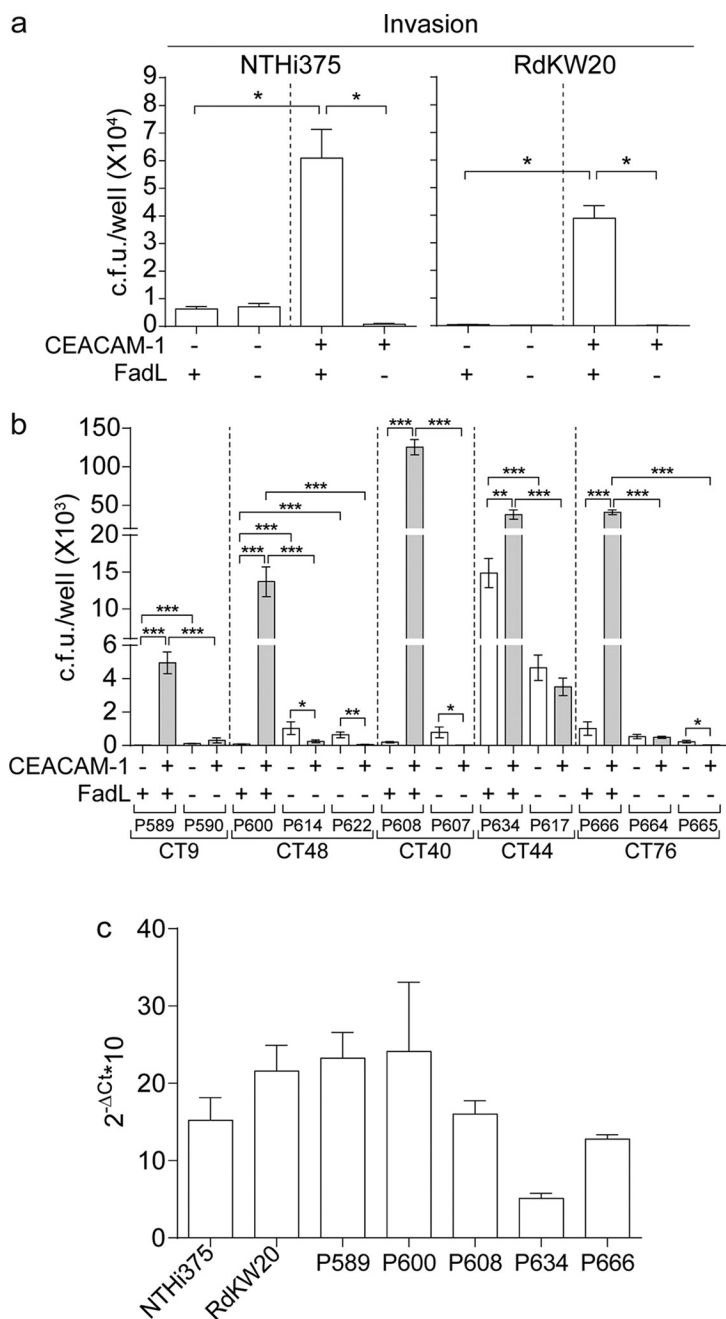 a
Invasion
NTHi375 RdKW20
c.f.u./well (X10⁴)
9
8
7
6
5
4
3
2
1
0
* *
* *
CEACAM-1 - - + + - - + +
FadL + - + - + - + -
b
c.f.u./well (X10³)
150
100
50
20
15
10
6
4
2
0
*** ***
*** ***
*** ***
*** *** ** *** *** ***
*** *** ***
*** ***
* ** * *
CEACAM-1 - + - + - + - + - + - + - + - + - + - + - + - +
FadL + + - - + + - - - - + + - - + + - - + + - - - -
P589 P590 P600 P614 P622 P608 P607 P634 P617 P666 P664 P665
CT9 CT48 CT40 CT44 CT76
c
2⁻ΔCt*10
40
30
20
10
0
NTHi375 RdKW20 P589 P600 P608 P634 P666